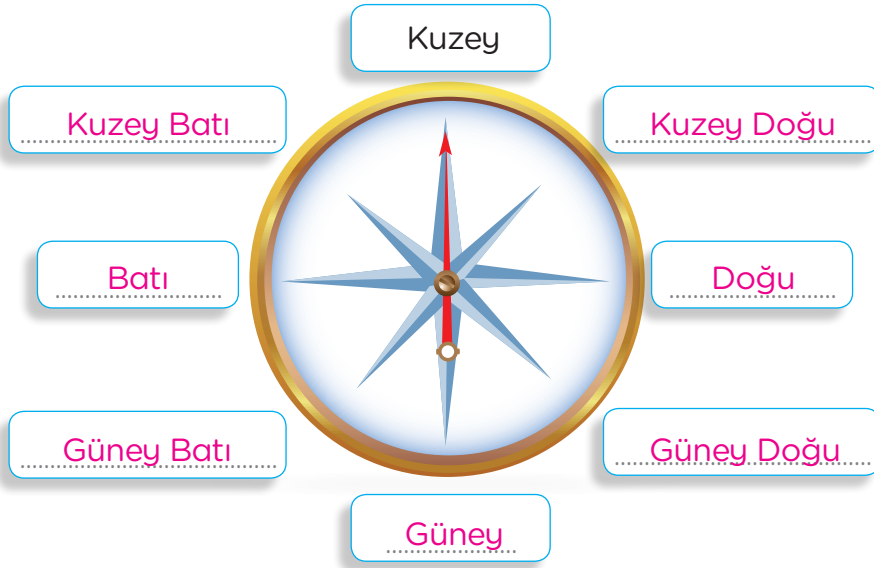 Kuzey
Kuzey Batı
Kuzey Doğu
Batı
Doğu
Güney Batı
Güney Doğu
Güney